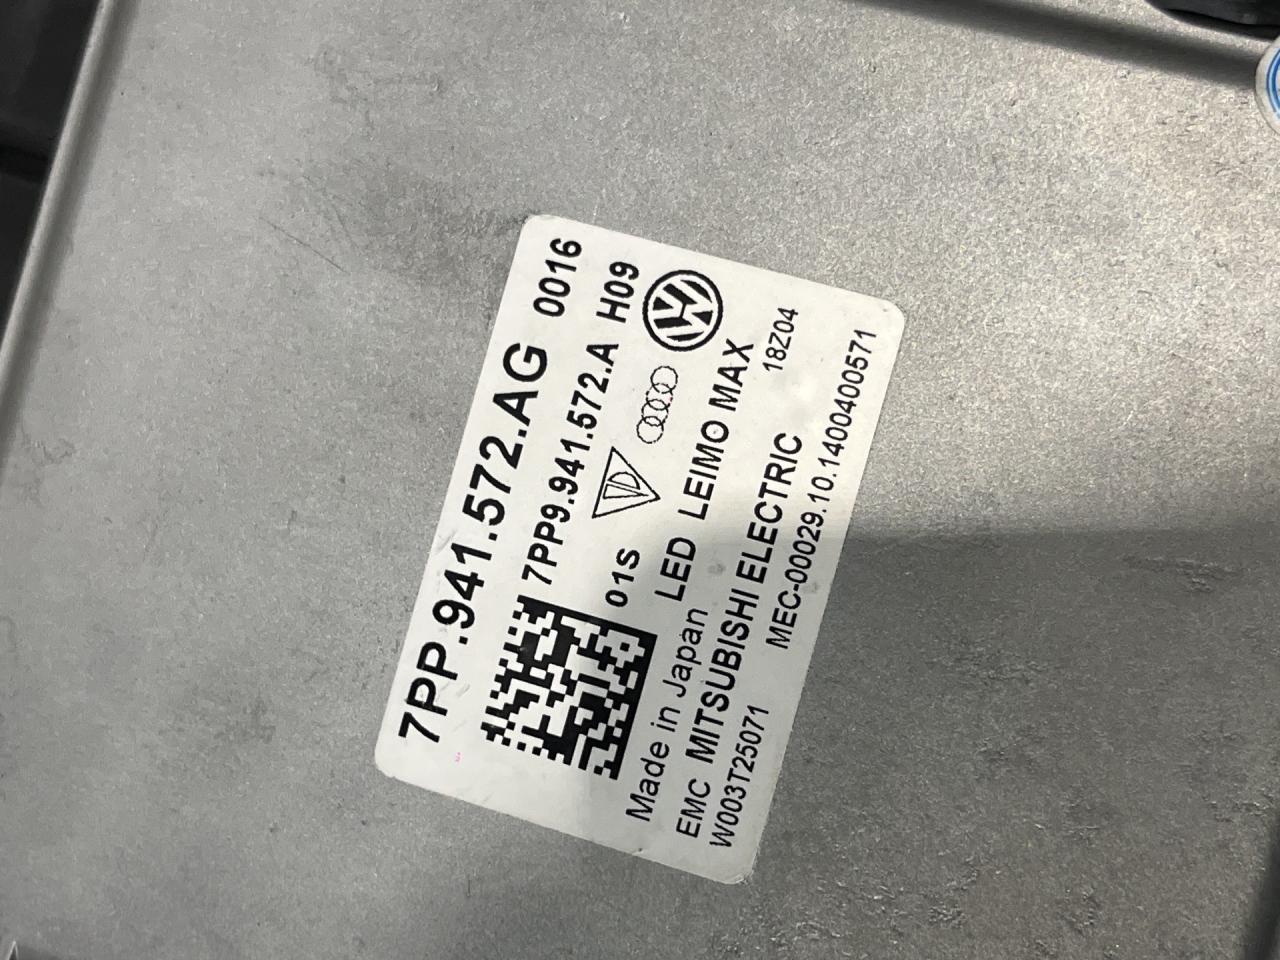 7PP.941.572.AG 0016
7PP9.941.572.A H09
01S
LED LEIMO MAX
Made in Japan
EMC MITSUBISHI ELECTRIC 18Z04
W003T25071 MEC-00029.10.1400400571